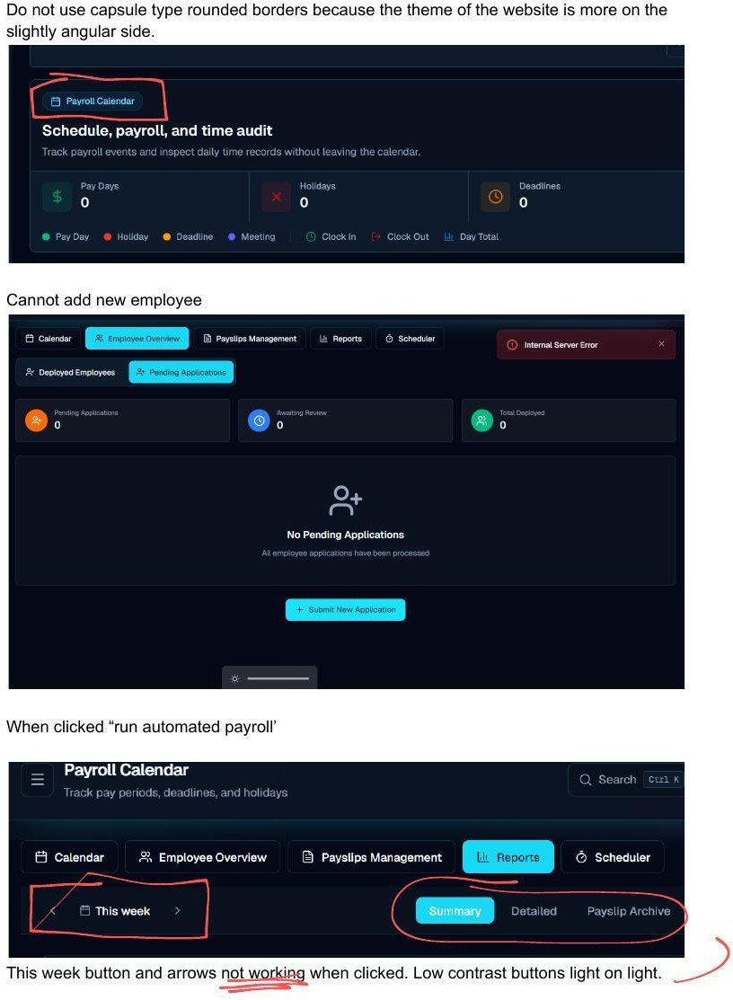 Do not use capsule type rounded borders because the theme of the website is more on the
slightly angular side.
Payroll Calendar
Schedule, payroll, and time audit
Track payroll events and inspect daily time records without leaving the calendar.
Pay Days
0
Holidays
0
Deadlines
0
Pay Day Holiday Deadline Meeting Clock In Clock Out Day Total
Cannot add new employee
Calendar Employee Overview Payslips Management Reports Scheduler
Internal Server Error
Deployed Employees Pending Applications
Pending Applications
0
Awaiting Review
0
Total Deployed
0
No Pending Applications
All employee applications have been processed
+ Submit New Application
When clicked “run automated payroll’
Payroll Calendar
Track pay periods, deadlines, and holidays
Search Ctrl K
Calendar Employee Overview Payslips Management Reports Scheduler
This week
Summary Detailed Payslip Archive
This week button and arrows not working when clicked. Low contrast buttons light on light.